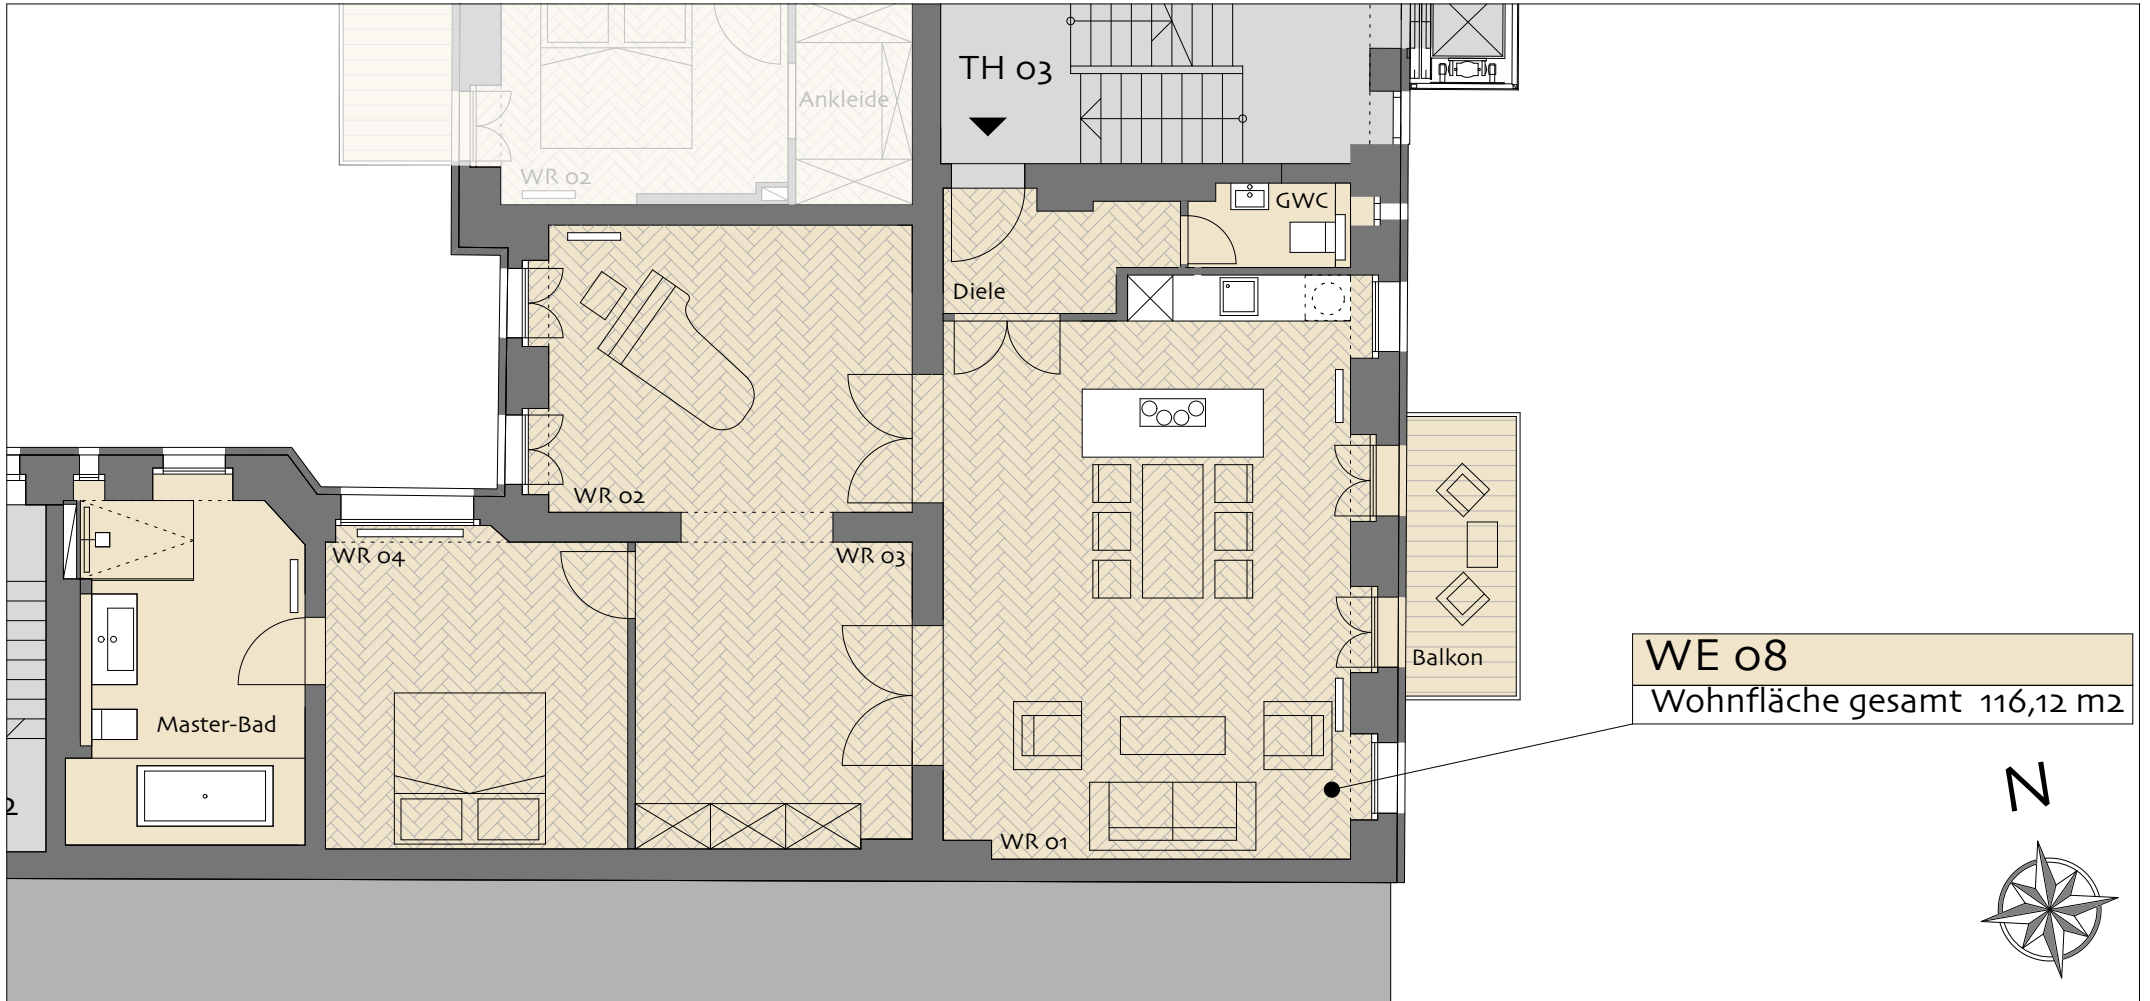 TH 03
Ankleide
WR 02
GWC
Diele
WR 02
WR 04
WR 03
Balkon
WE 08
Wohnfläche gesamt 116,12 m2
Master-Bad
2
WR 01
N